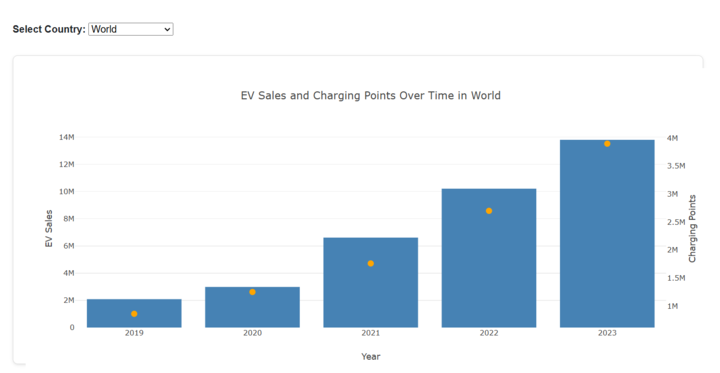 Select Country: World
EV Sales and Charging Points Over Time in World
14M
12M
10M
8M
6M
4M
2M
0
EV Sales
4M
3.5M
3M
2.5M
2M
1.5M
1M
Charging Points
2019 2020 2021 2022 2023
Year